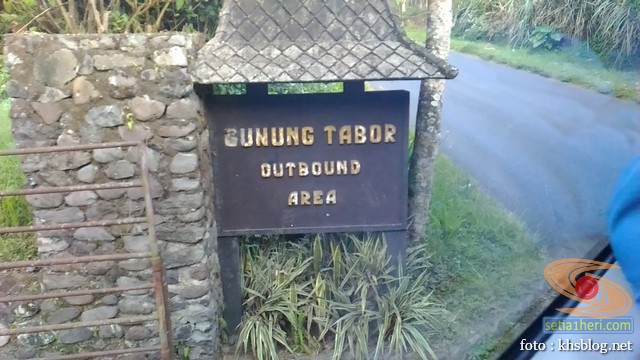 GUNUNG TABOR
OUTBOUND
AREA
setia1heri.com
foto : khsblog.net